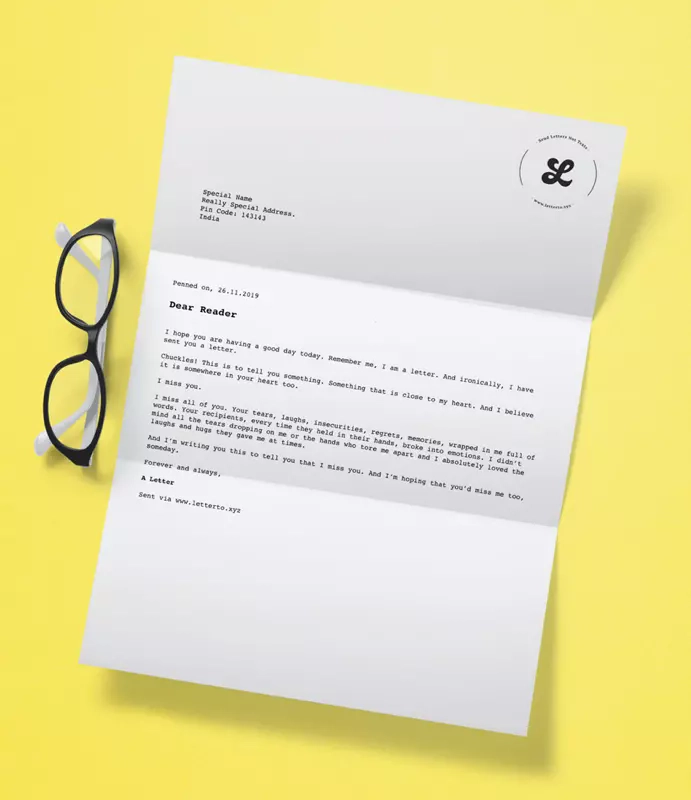 Send Letters Not Texts
L
www.letterto.xyz
Special Name
Really Special Address.
Pin Code: 143143
India
Penned on, 26.11.2019
Dear Reader
I hope you are having a good day today. Remember me, I am a letter. And ironically, I have
sent you a letter.
Chuckles! This is to tell you something. Something that is close to my heart. And I believe
it is somewhere in your heart too.
I miss you.
I miss all of you. Your tears, laughs, insecurities, regrets, memories, wrapped in me full of
words. Your recipients, every time they held in their hands, broke into emotions. I didn't
mind all the tears dropping on me or the hands who tore me apart and I absolutely loved the
laughs and hugs they gave me at times.
And I'm writing you this to tell you that I miss you. And I'm hoping that you'd miss me too,
someday.
Forever and always,
A Letter
Sent via www.letterto.xyz